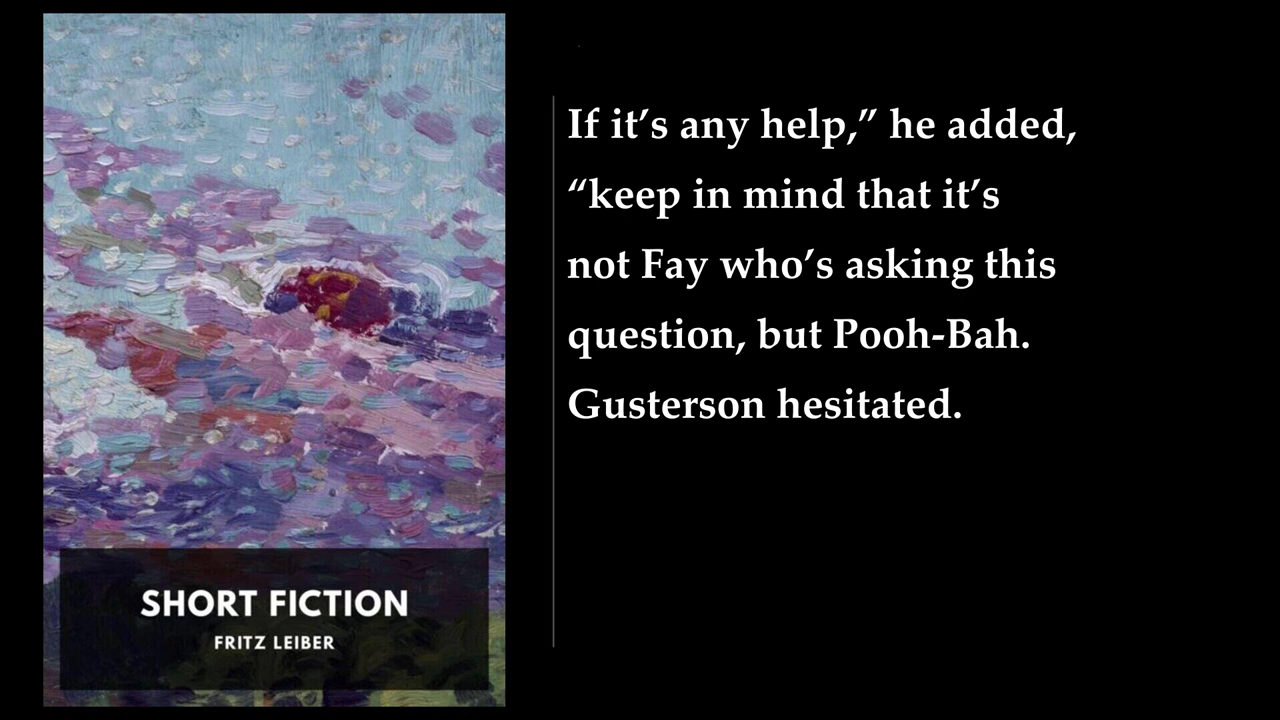 If it’s any help,” he added,
“keep in mind that it’s
not Fay who’s asking this
question, but Pooh-Bah.
Gusterson hesitated.
SHORT FICTION
FRITZ LEIBER